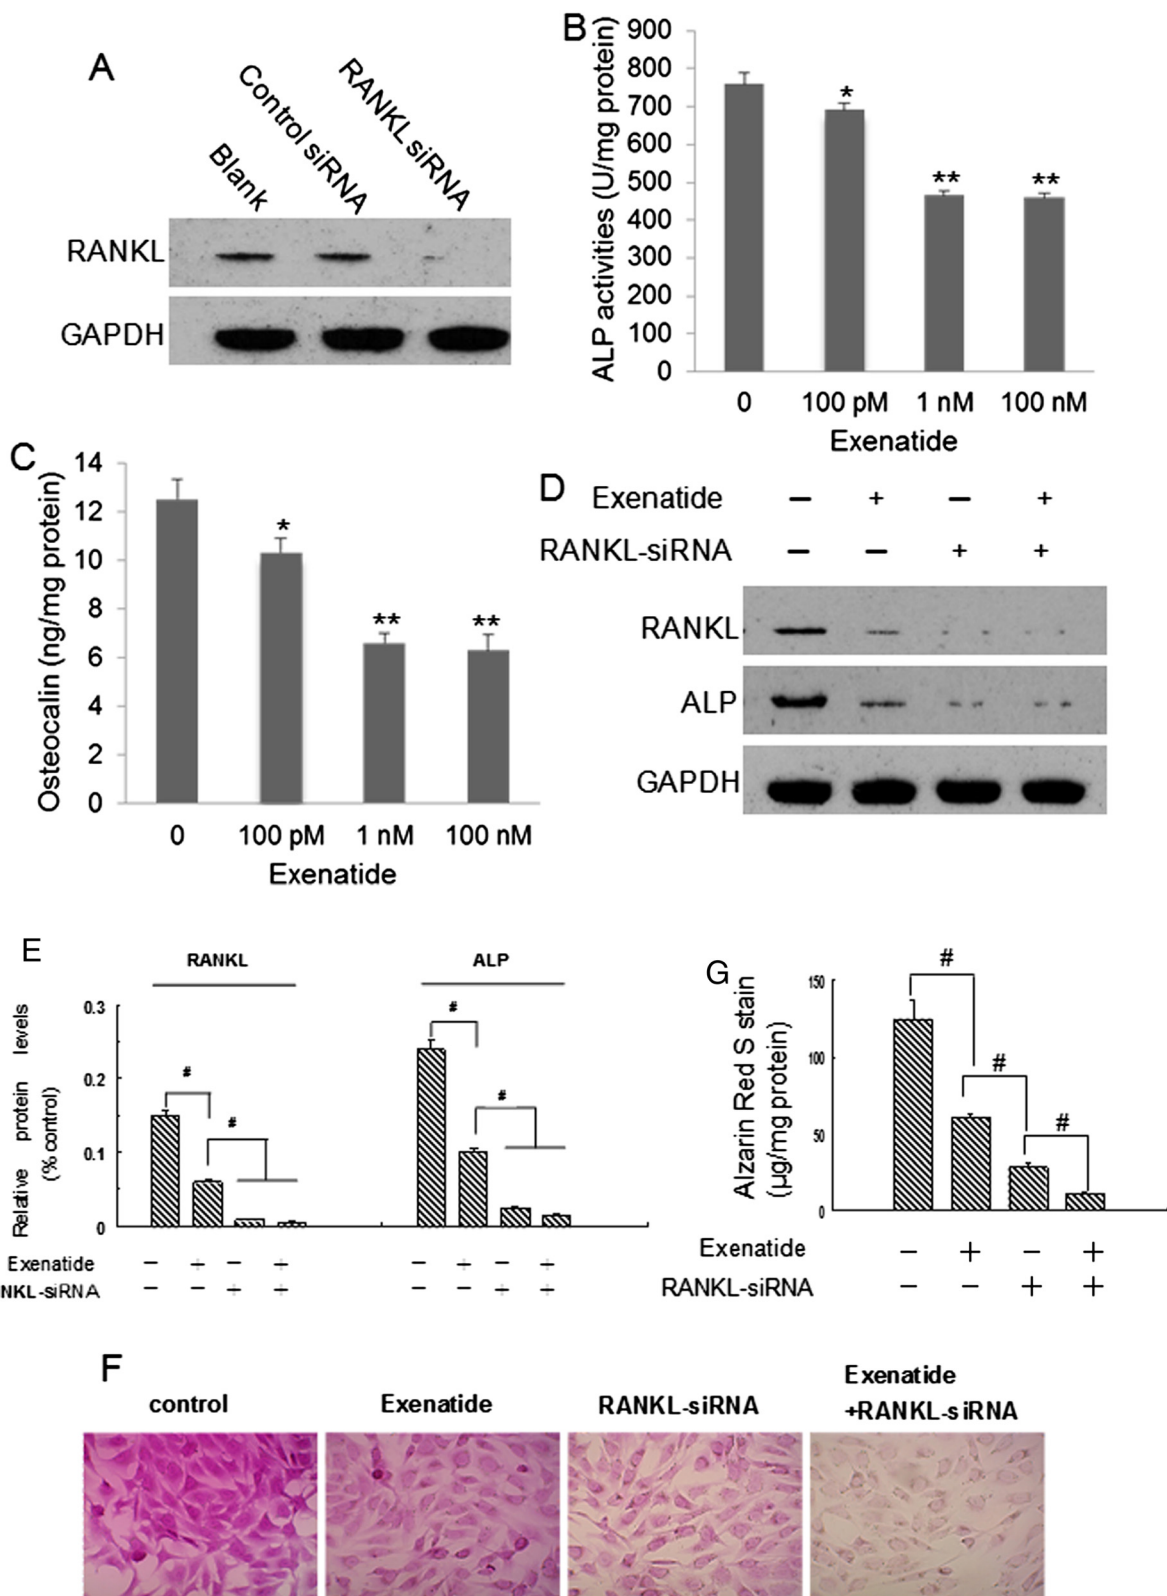 A
Blank
Control siRNA
RANKL siRNA
RANKL
GAPDH
B
ALP activities (U/mg protein)
900
800
700
600
500
400
300
200
100
0
*
**
**
0 100 pM 1 nM 100 nM
Exenatide
C
Osteocalin (ng/mg protein)
14
12
10
8
6
4
2
0
*
**
**
0 100 pM 1 nM 100 nM
Exenatide
D
Exenatide − + − +
RANKL-siRNA − − + +
RANKL
ALP
GAPDH
E
RANKL ALP
Relative protein levels
(% control)
0.3
0.2
0.1
0
# #
# #
Exenatide − + − + − + − +
NKL-siRNA − − + + − − + +
G
Alzarin Red S stain
(µg/mg protein)
150
100
50
0
#
#
#
Exenatide − + − +
RANKL-siRNA − − + +
F
control
Exenatide
RANKL-siRNA
Exenatide
+RANKL-siRNA